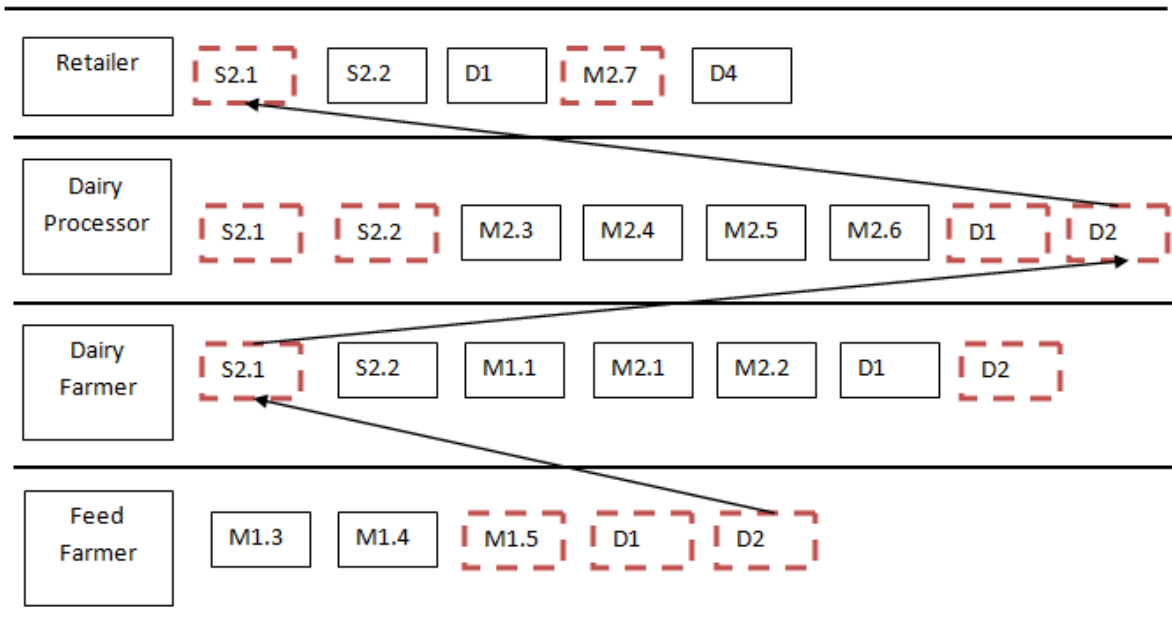 Retailer
S2.1
S2.2
D1
M2.7
D4
Dairy
Processor
S2.1
S2.2
M2.3
M2.4
M2.5
M2.6
D1
D2
Dairy
Farmer
S2.1
S2.2
M1.1
M2.1
M2.2
D1
D2
Feed
Farmer
M1.3
M1.4
M1.5
D1
D2